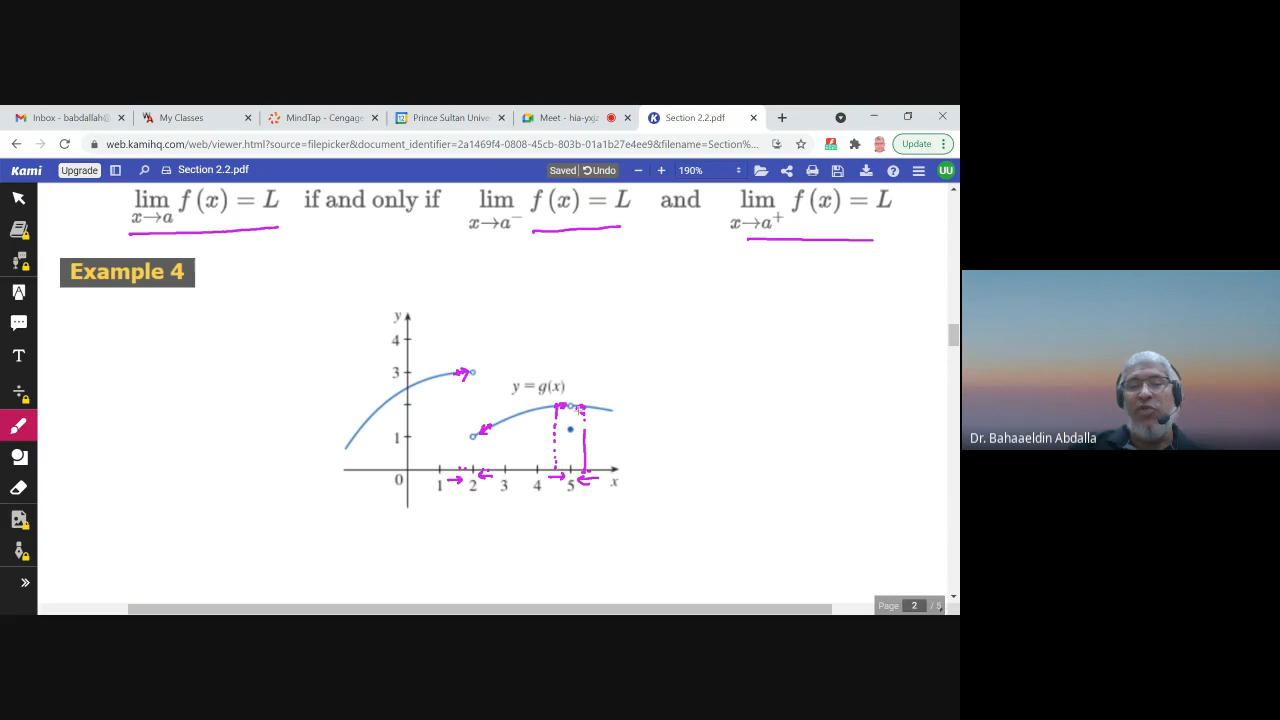 Inbox - babdallah@
My Classes
MindTap - Cengage
Prince Sultan Unive
Meet - hia-yxja
Section 2.2.pdf
web.kamihq.com/web/viewer.html?source=filepicker&document_identifier=2a1469f4-0808-45cb-803b-01a1b27e4ee9&filename=Section%...
Update
Kami
Upgrade
Section 2.2.pdf
Saved
Undo
190%
UU
lim x→a f(x) = L if and only if lim x→a⁻ f(x) = L and lim x→a⁺ f(x) = L
Example 4
y
4
3
y = g(x)
1
0 1 2 3 4 5 x
Dr. Bahaaeldin Abdalla
Page 2 / 5